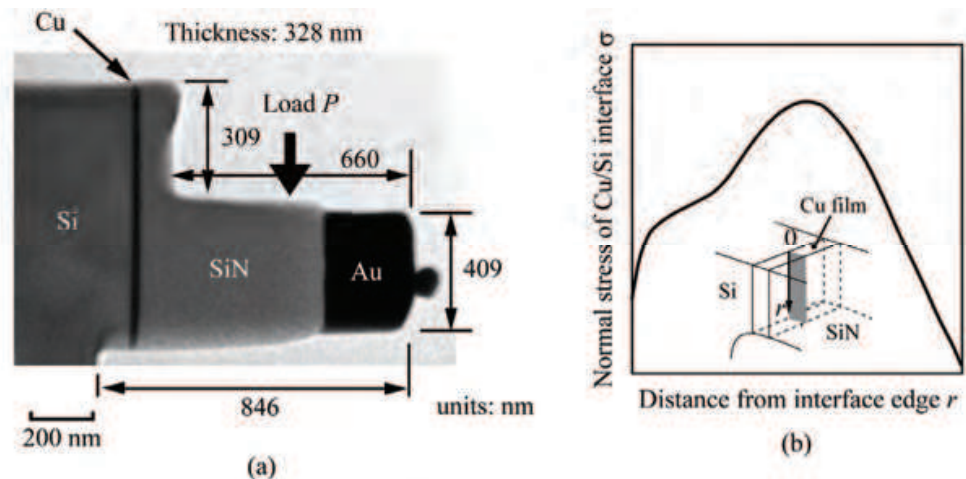 Cu
Thickness: 328 nm
Load P
309
660
Si
SiN
Au
409
846
units: nm
200 nm
(a)
Normal stress of Cu/Si interface σ
Cu film
0
Si
r
SiN
Distance from interface edge r
(b)